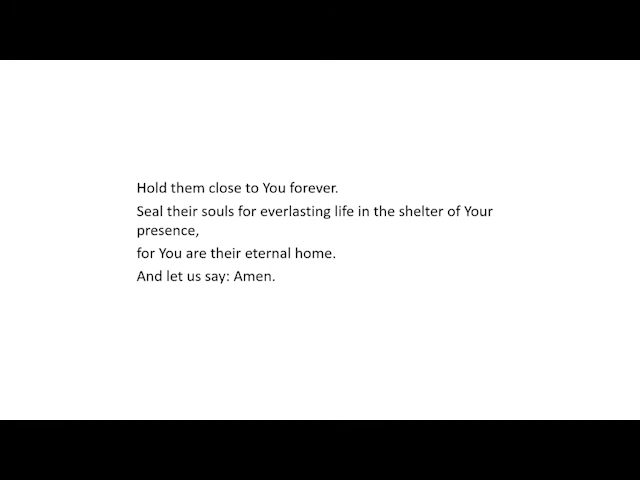 Hold them close to You forever.
Seal their souls for everlasting life in the shelter of Your
presence,
for You are their eternal home.
And let us say: Amen.